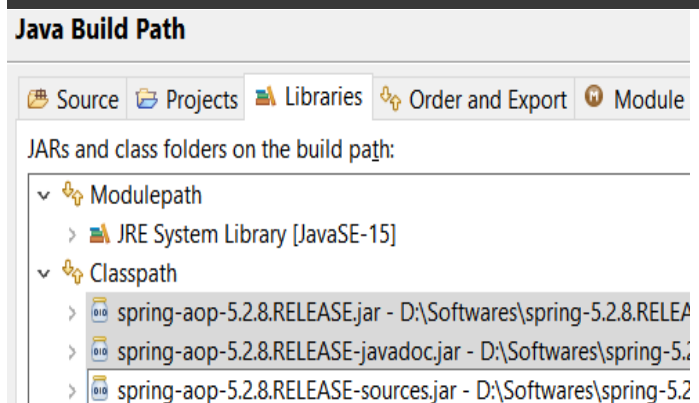 Java Build Path
Source Projects Libraries Order and Export Module
JARs and class folders on the build path:
Modulepath
JRE System Library [JavaSE-15]
Classpath
spring-aop-5.2.8.RELEASE.jar - D:\Softwares\spring-5.2.8.RELEA
spring-aop-5.2.8.RELEASE-javadoc.jar - D:\Softwares\spring-5.2
spring-aop-5.2.8.RELEASE-sources.jar - D:\Softwares\spring-5.2